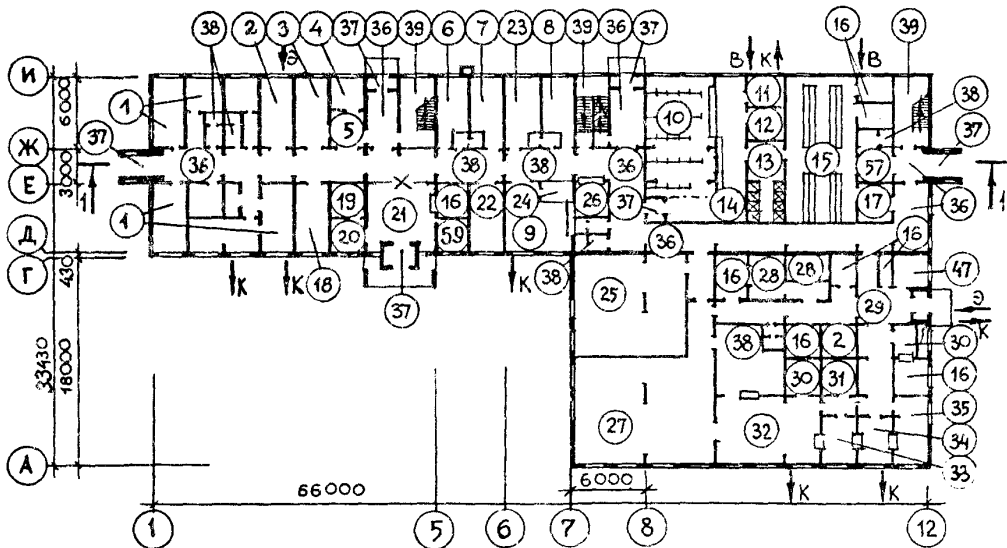 38 2 3 4 37 36 39 6 7 23 8 39 36 37 16 39
Э В К В
И
1 11
6000 5 10 12 38
Ж
37 36 38 38 36 13 15 57 37
3000
Е
1 19 21 16 22 24 26 37 14 17 36 1
1
Д 20 59 9 36 16
Г
К К 18 37 К 38 25 16 28 28 47
430 29 Э
К
38 16 2 30
33430 18000 30 31 16
35
27 32 34
А 33
66000 6000 К К
1 5 6 7 8 12